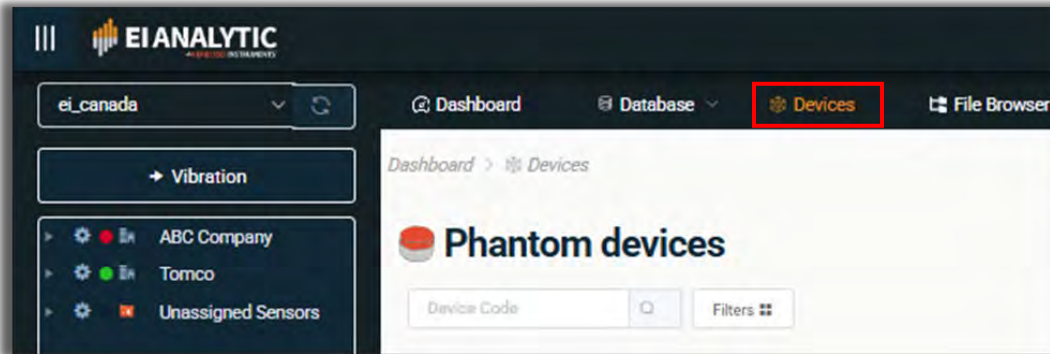 EI ANALYTIC
INSTRUMENTS
ei_canada
Dashboard
Database
Devices
File Browser
Vibration
Dashboard > Devices
ABC Company
Tomco
Unassigned Sensors
Phantom devices
Device Code
Filters